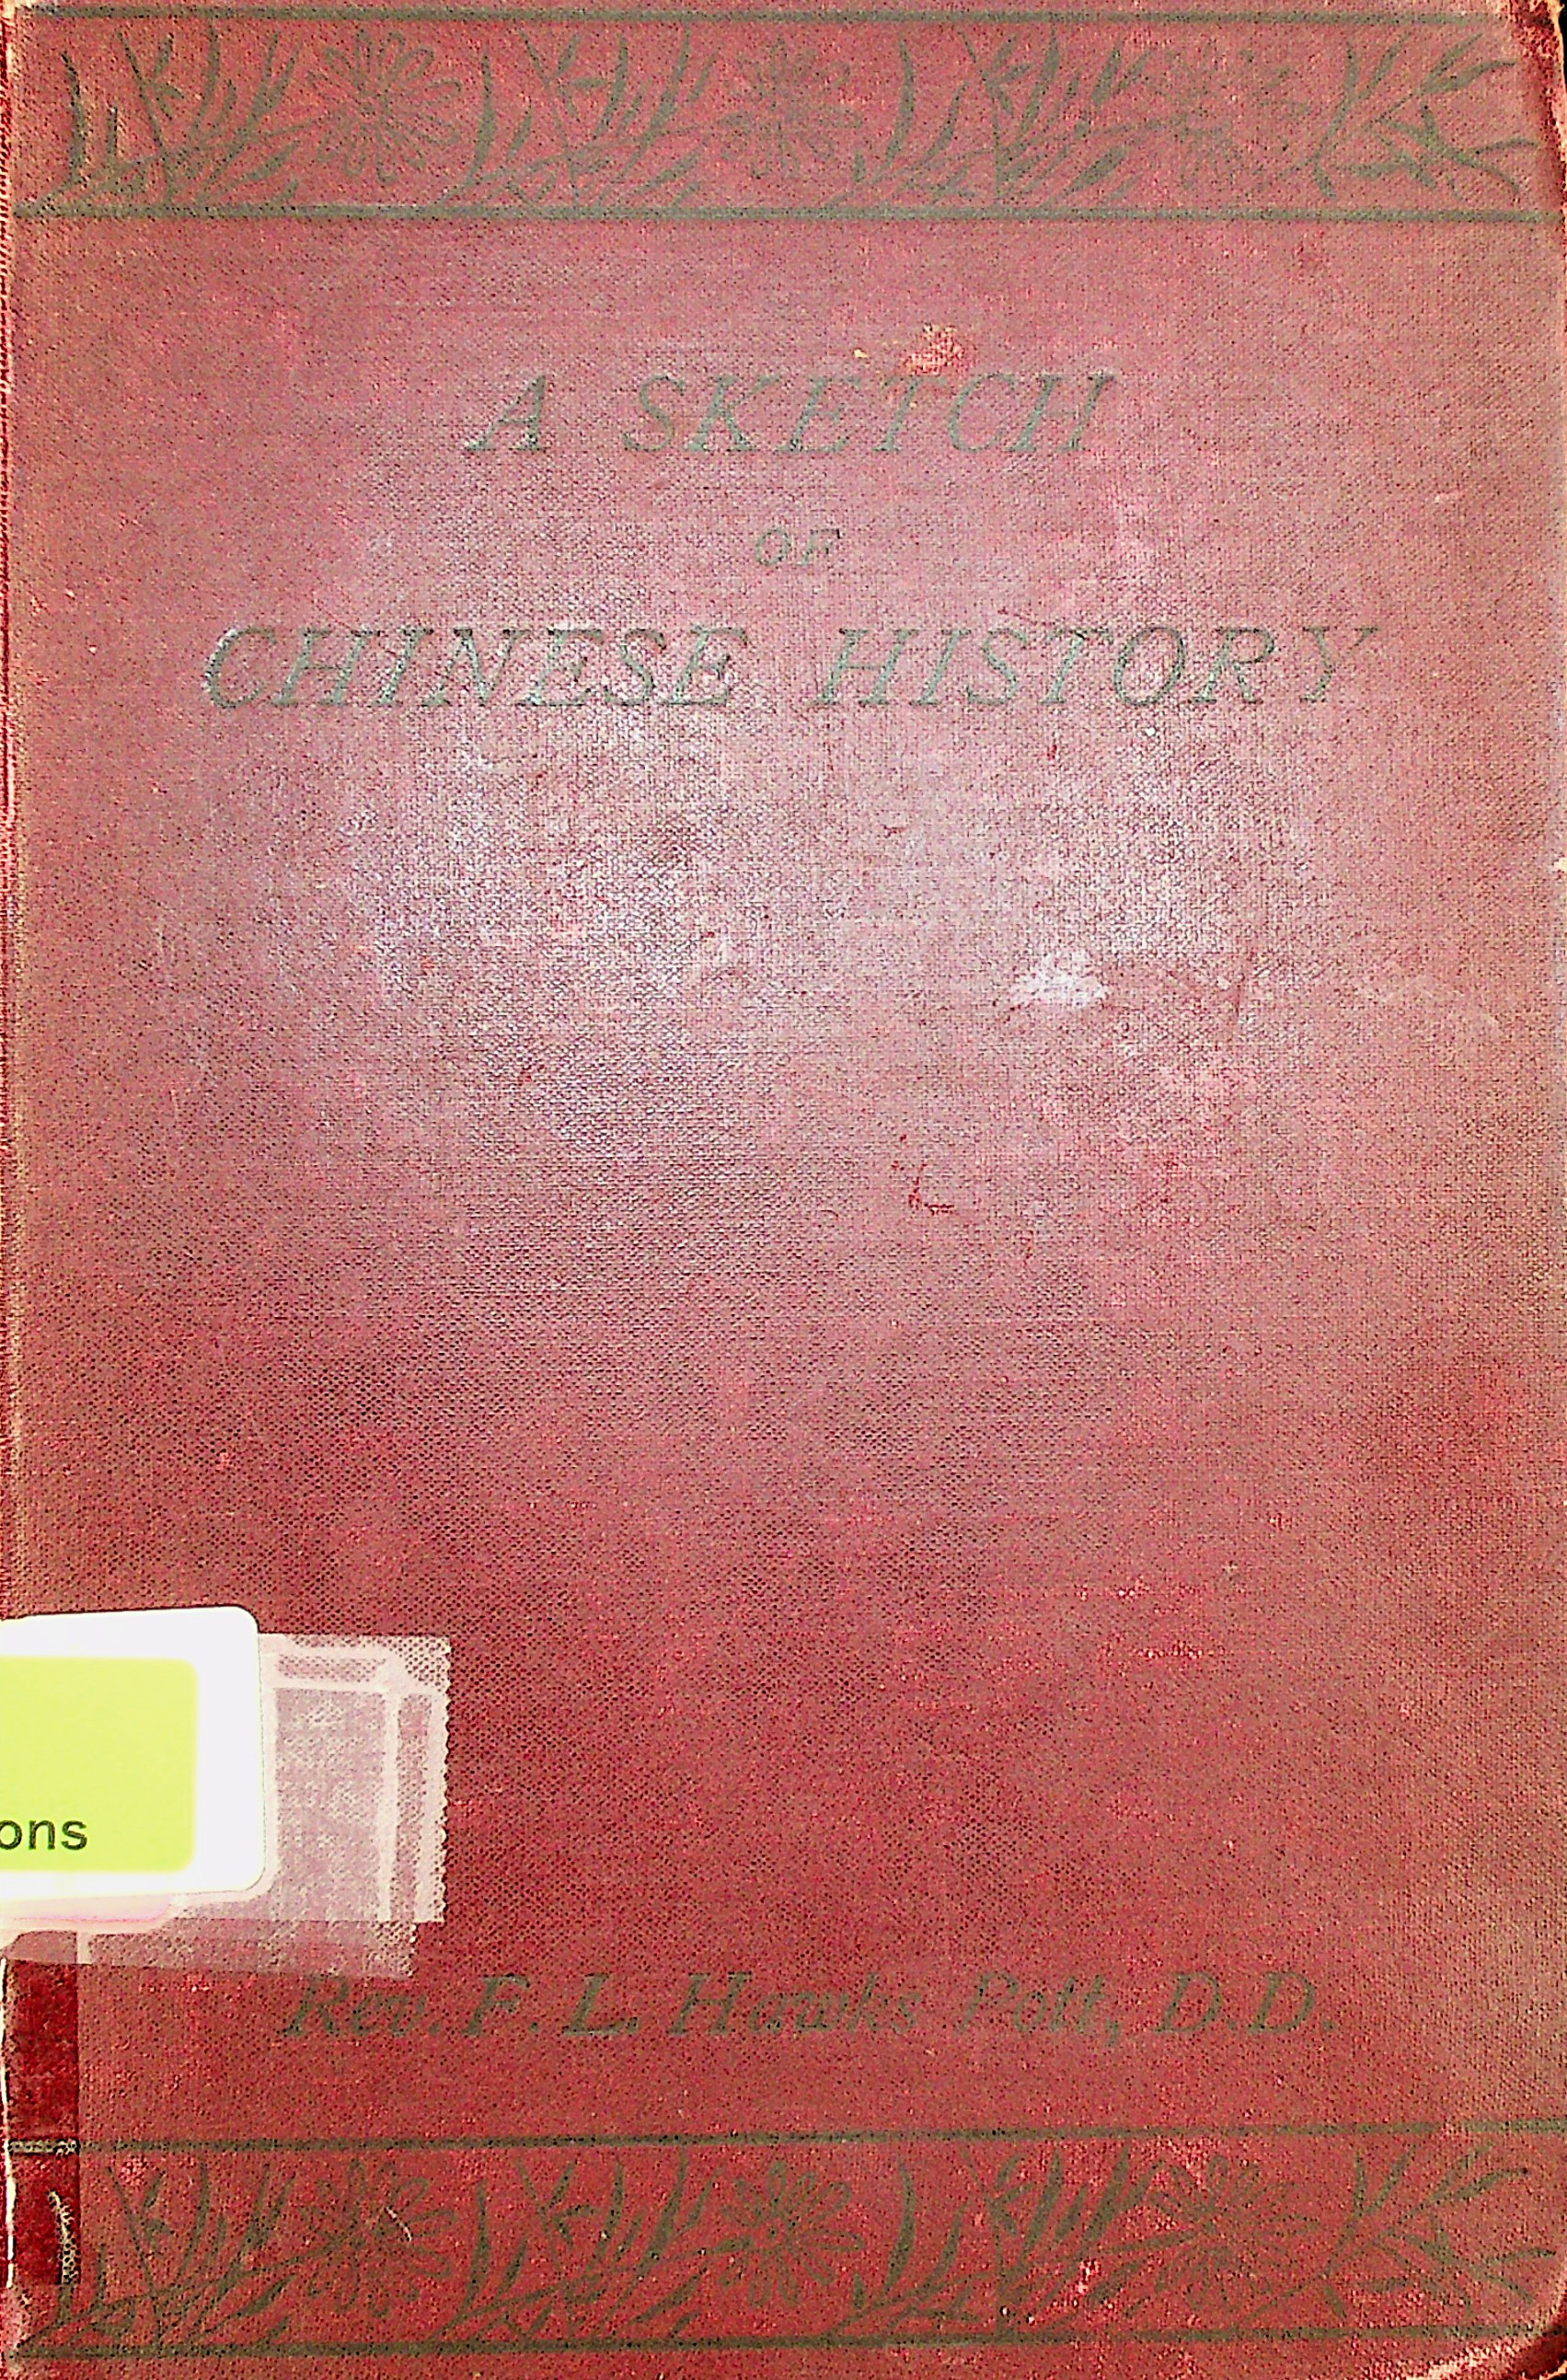 A SKETCH
OF
CHINESE HISTORY
ons
Rev. F. L. Hawks Pott, D.D.